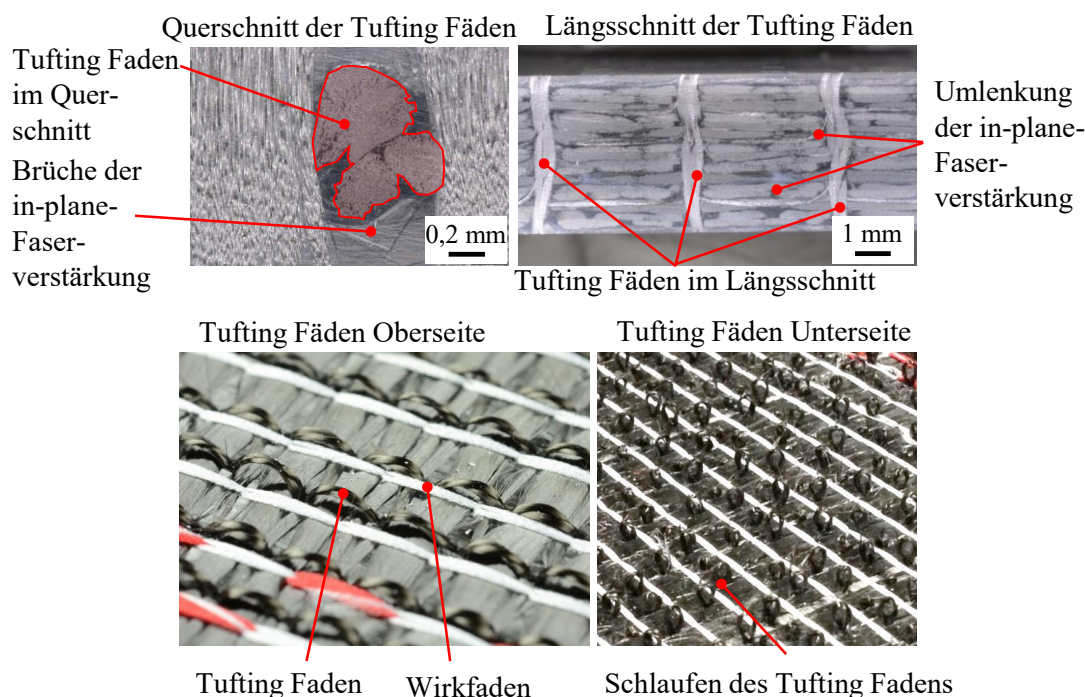 Querschnitt der Tufting Fäden
Tufting Faden
im Quer-
schnitt
Brüche der
in-plane-
Faser-
verstärkung
0,2 mm
Längsschnitt der Tufting Fäden
Umlenkung
der in-plane-
Faser-
verstärkung
1 mm
Tufting Fäden im Längsschnitt
Tufting Fäden Oberseite
Tufting Faden
Wirkfaden
Tufting Fäden Unterseite
Schlaufen des Tufting Fadens